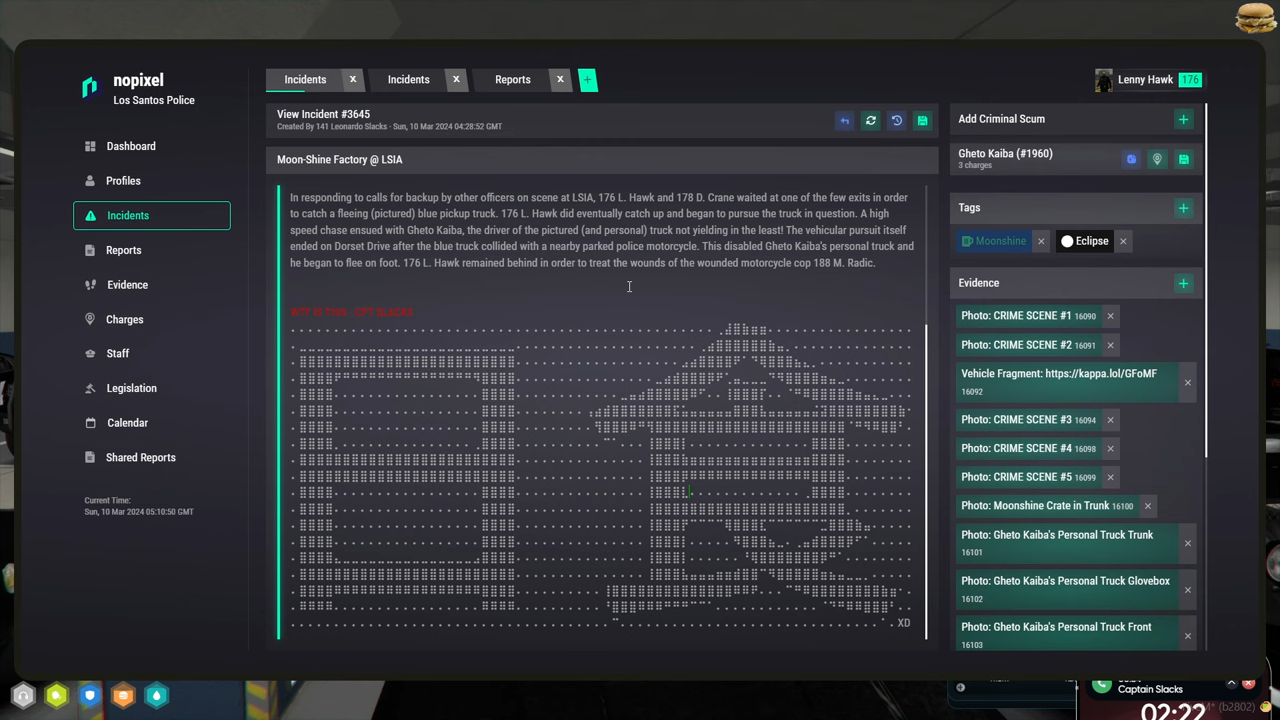 nopixel
Los Santos Police
Dashboard
Profiles
Incidents
Reports
Evidence
Charges
Staff
Legislation
Calendar
Shared Reports
Current Time:
Sun, 10 Mar 2024 05:10:50 GMT
Incidents x Incidents x Reports x +
Lenny Hawk 176
View Incident #3645
Created By 141 Leonardo Slacks - Sun, 10 Mar 2024 04:28:52 GMT
Moon-Shine Factory @ LSIA
In responding to calls for backup by other officers on scene at LSIA, 176 L. Hawk and 178 D. Crane waited at one of the few exits in order
to catch a fleeing (pictured) blue pickup truck. 176 L. Hawk did eventually catch up and began to pursue the truck in question. A high
speed chase ensued with Gheto Kaiba, the driver of the pictured (and personal) truck not yielding in the least! The vehicular pursuit itself
ended on Dorset Drive after the blue truck collided with a nearby parked police motorcycle. This disabled Gheto Kaiba's personal truck and
he began to flee on foot. 176 L. Hawk remained behind in order to treat the wounds of the wounded motorcycle cop 188 M. Radic.
WTF IS THIS - CPT SLACKS
日食
XD
Add Criminal Scum
Gheto Kaiba (#1960)
3 charges
Tags
Moonshine x Eclipse x
Evidence
Photo: CRIME SCENE #1 16090
Photo: CRIME SCENE #2 16091
Vehicle Fragment: https://kappa.lol/GFoMF
16092
Photo: CRIME SCENE #3 16094
Photo: CRIME SCENE #4 16098
Photo: CRIME SCENE #5 16099
Photo: Moonshine Crate in Trunk 16100
Photo: Gheto Kaiba's Personal Truck Trunk
16101
Photo: Gheto Kaiba's Personal Truck Glovebox
16102
Photo: Gheto Kaiba's Personal Truck Front
16103
Captain Slacks
02:22
(b2802)